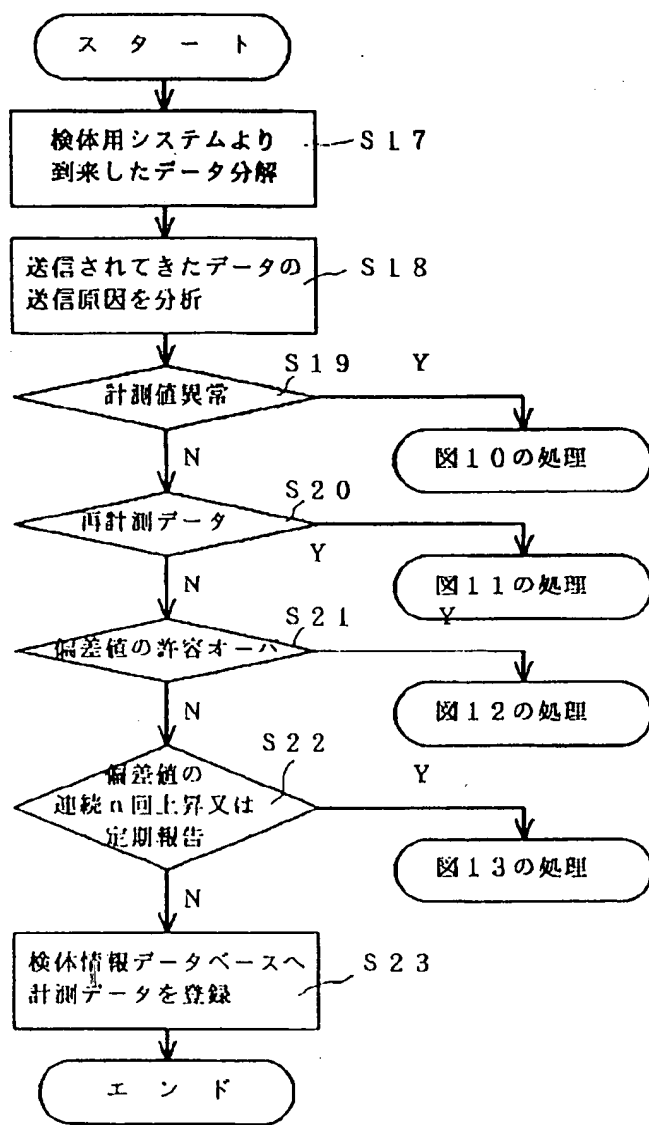 スタート
検体用システムより
到来したデータ分解
S17
送信されてきたデータの
送信原因を分析
S18
S19
Y
計測値異常
図10の処理
N
S20
再計測データ
Y
図11の処理
N
S21
Y
偏差値の許容オーバ
図12の処理
N
S22
偏差値の
連続n回上昇又は
定期報告
Y
図13の処理
N
検体情報データベースへ
計測データを登録
S23
エンド